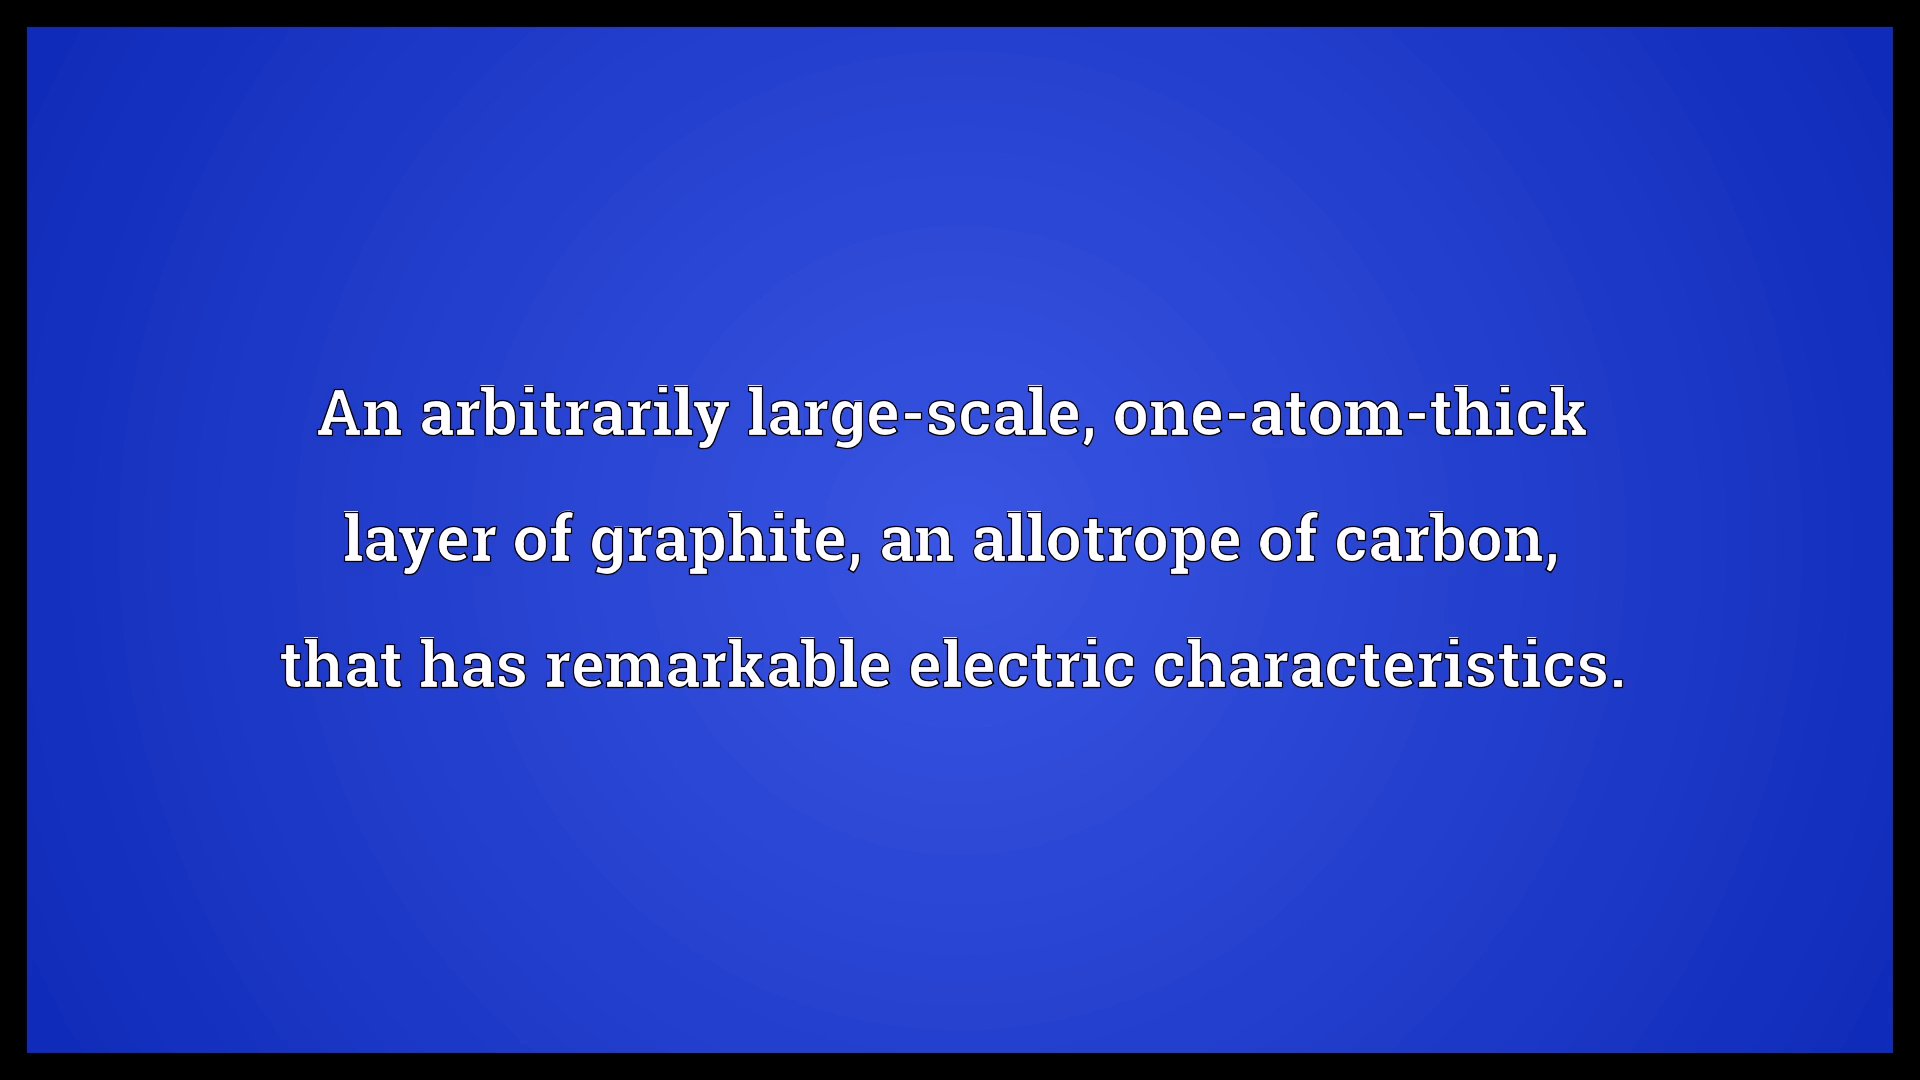 An arbitrarily large-scale, one-atom-thick
layer of graphite, an allotrope of carbon,
that has remarkable electric characteristics.